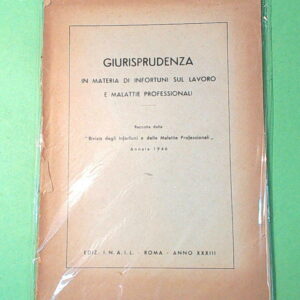 GIURISPRUDENZA
IN MATERIA DI INFORTUNI SUL LAVORO
E MALATTIE PROFESSIONALI
Raccolta dalla
"Rivista degli Infortuni e delle Malattie Professionali"
Annata 1946
EDIZ. I.N.A.I.L. - ROMA - ANNO XXXIII